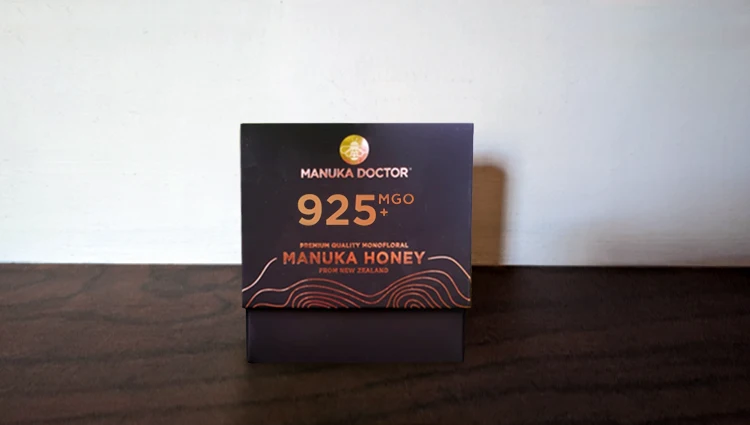 MANUKA DOCTOR
925 MGO
+
PREMIUM QUALITY MONOFLORAL
MANUKA HONEY
FROM NEW ZEALAND